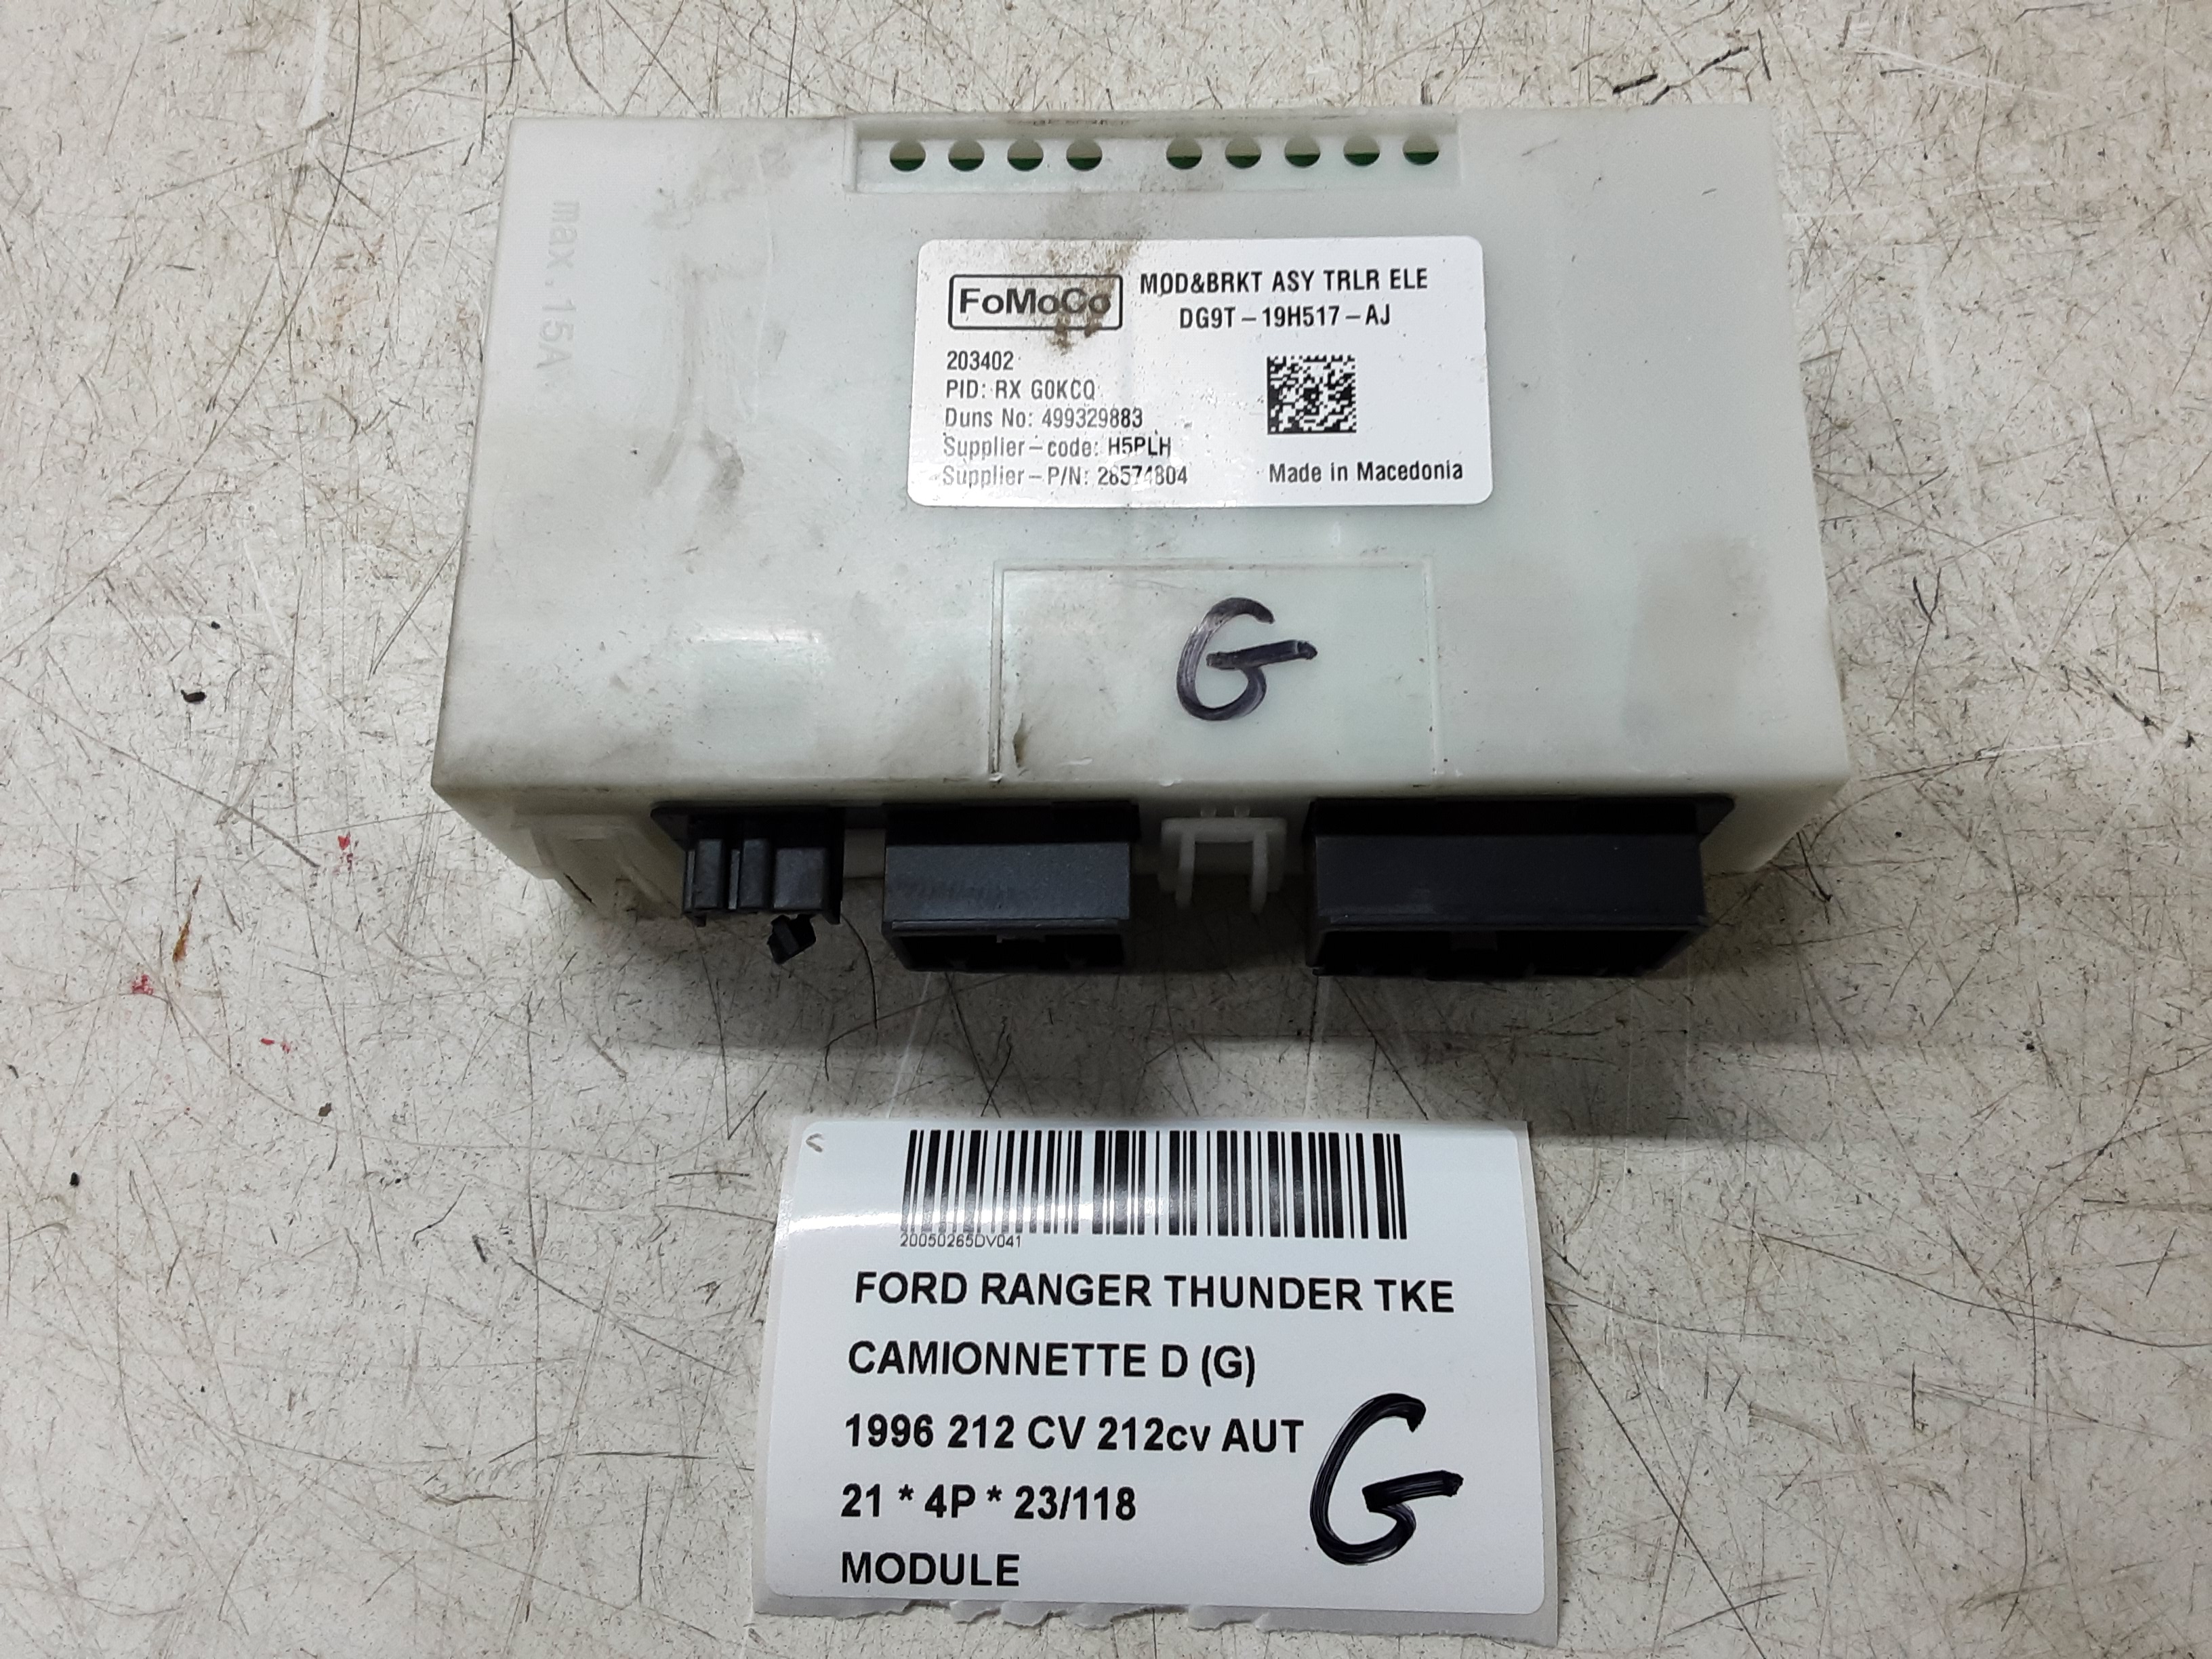 max.15A
FoMoCo
MOD&BRKT ASY TRLR ELE
DG9T-19H517-AJ
203402
PID: RX G0KCQ
Duns No: 499329883
Supplier-code: H5PLH
Supplier-P/N: 28574804
Made in Macedonia
G
20050265DV041
FORD RANGER THUNDER TKE
CAMIONNETTE D (G)
1996 212 CV 212cv AUT
21 * 4P * 23/118
MODULE
G